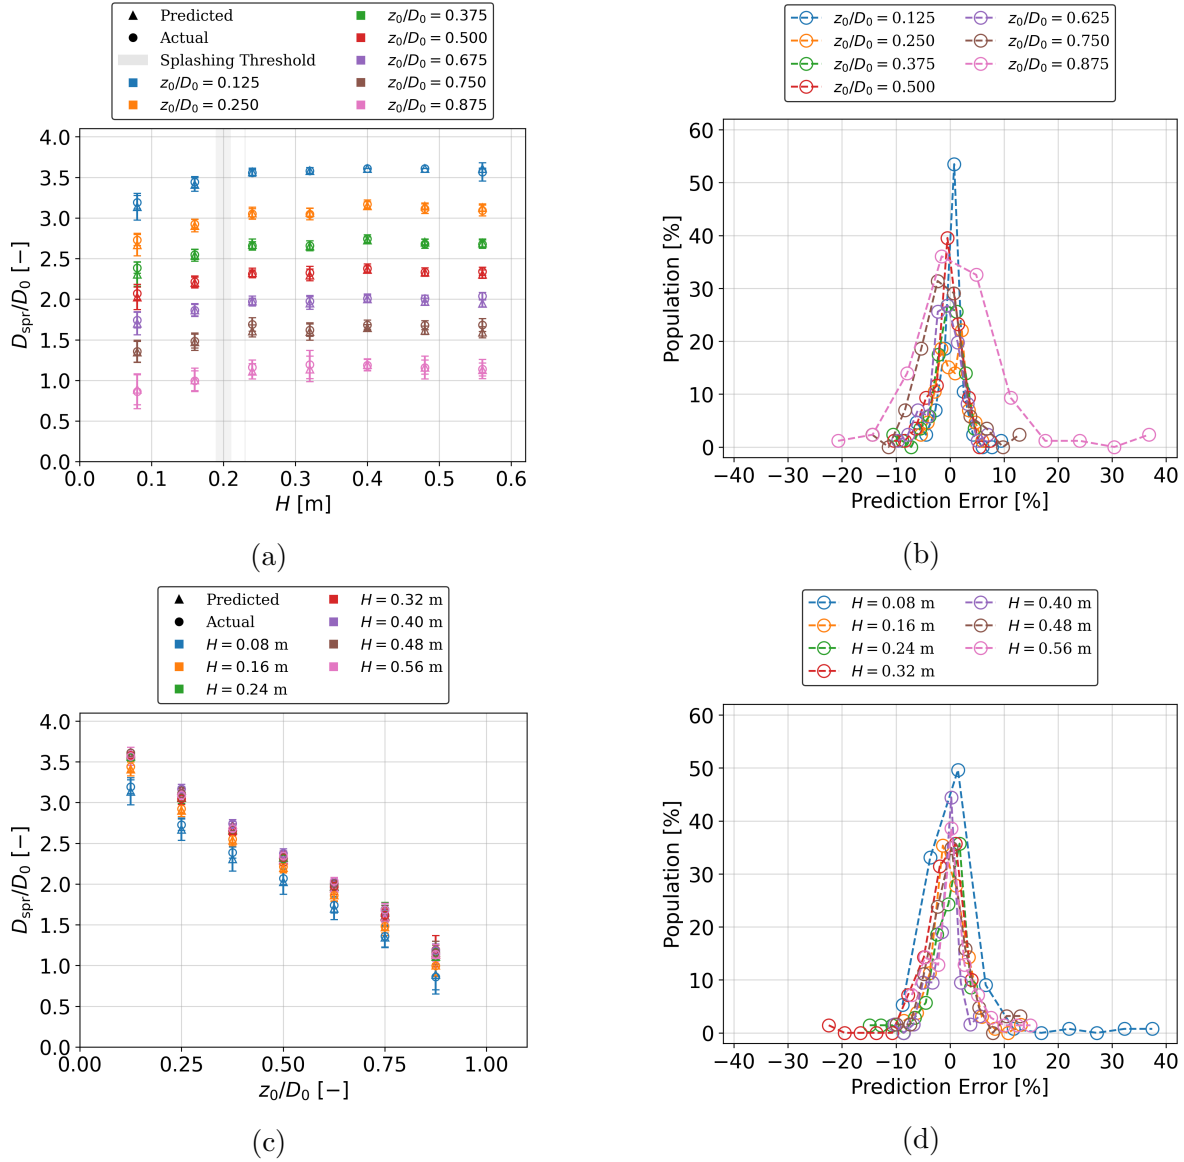 Predicted
Actual
Splashing Threshold
z₀/D₀ = 0.125
z₀/D₀ = 0.250
z₀/D₀ = 0.375
z₀/D₀ = 0.500
z₀/D₀ = 0.675
z₀/D₀ = 0.750
z₀/D₀ = 0.875
4.0
3.5
3.0
2.5
2.0
1.5
1.0
0.5
0.0
0.0 0.1 0.2 0.3 0.4 0.5 0.6
D_spr/D₀ [−]
H [m]
(a)
z₀/D₀ = 0.125
z₀/D₀ = 0.250
z₀/D₀ = 0.375
z₀/D₀ = 0.500
z₀/D₀ = 0.625
z₀/D₀ = 0.750
z₀/D₀ = 0.875
60
50
40
30
20
10
0
−40 −30 −20 −10 0 10 20 30 40
Population [%]
Prediction Error [%]
(b)
Predicted
Actual
H = 0.08 m
H = 0.16 m
H = 0.24 m
H = 0.32 m
H = 0.40 m
H = 0.48 m
H = 0.56 m
4.0
3.5
3.0
2.5
2.0
1.5
1.0
0.5
0.0
0.00 0.25 0.50 0.75 1.00
D_spr/D₀ [−]
z₀/D₀ [−]
(c)
H = 0.08 m
H = 0.16 m
H = 0.24 m
H = 0.32 m
H = 0.40 m
H = 0.48 m
H = 0.56 m
60
50
40
30
20
10
0
−40 −30 −20 −10 0 10 20 30 40
Population [%]
Prediction Error [%]
(d)